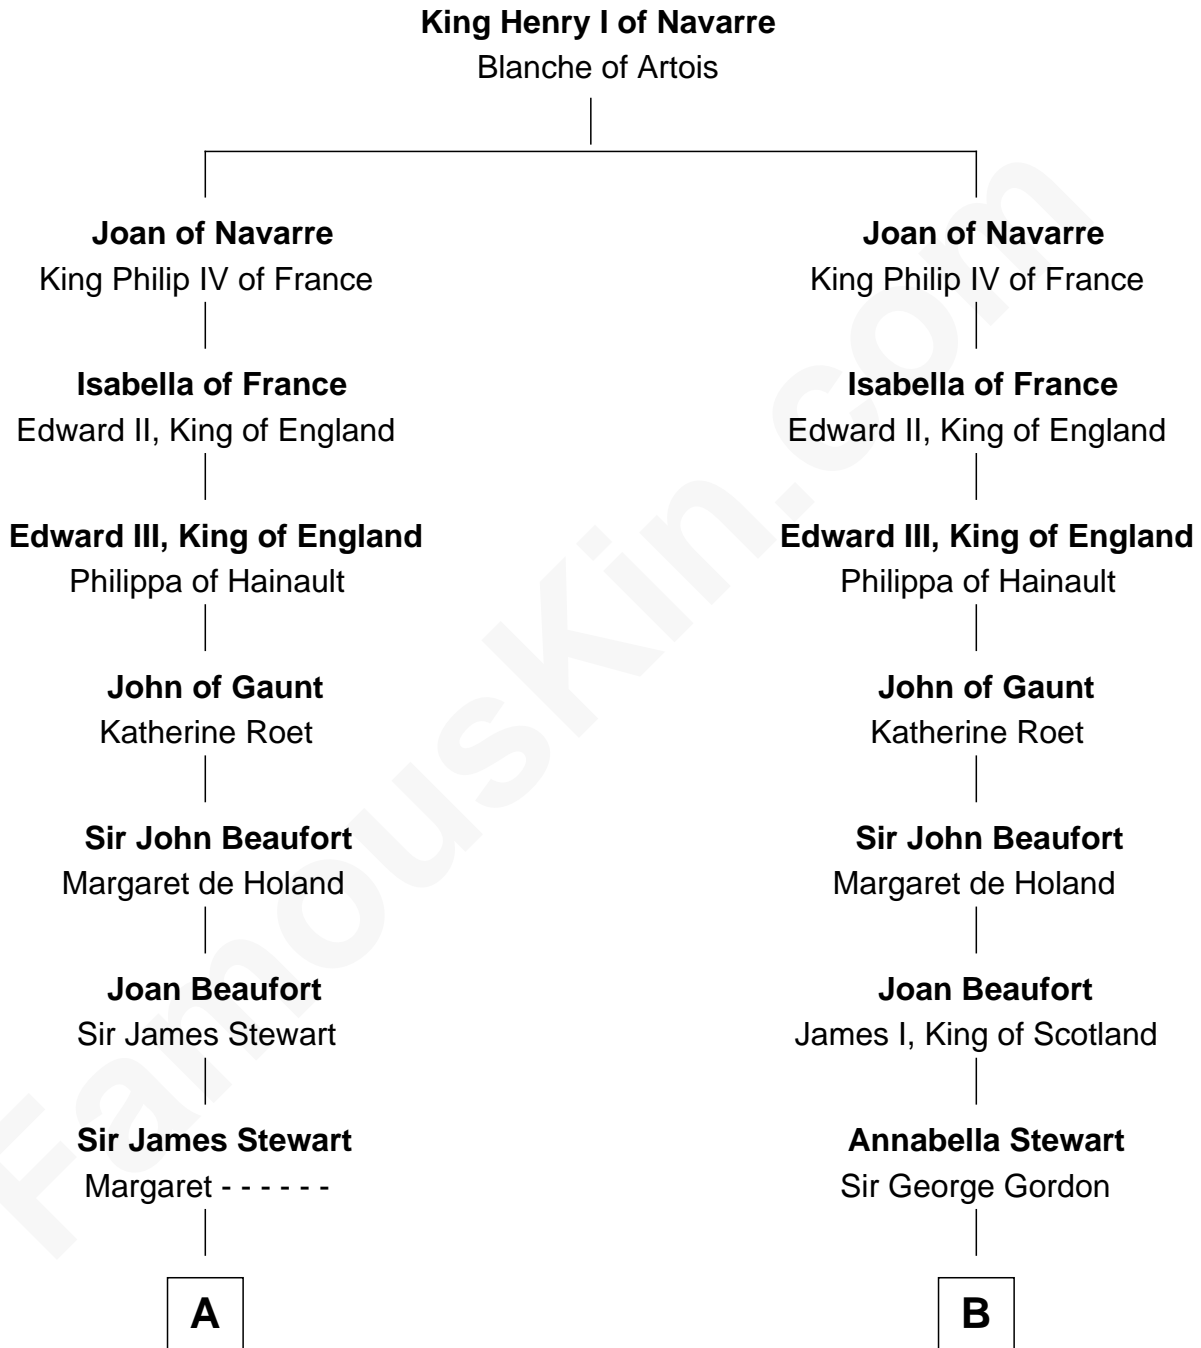 King Henry I of Navarre
Blanche of Artois
Joan of Navarre
King Philip IV of France
Joan of Navarre
King Philip IV of France
Isabella of France
Edward II, King of England
Isabella of France
Edward II, King of England
Edward III, King of England
Philippa of Hainault
Edward III, King of England
Philippa of Hainault
John of Gaunt
Katherine Roet
John of Gaunt
Katherine Roet
Sir John Beaufort
Margaret de Holand
Sir John Beaufort
Margaret de Holand
Joan Beaufort
Sir James Stewart
Joan Beaufort
James I, King of Scotland
Sir James Stewart
Margaret - - - - - -
Annabella Stewart
Sir George Gordon
A
B
FamousKin.com